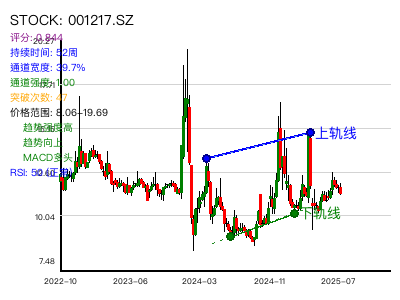 STOCK: 001217.SZ
评分: 0.844
持续时间: 52周
通道宽度: 39.7%
通道强度: 1.00
突破次数: 47
价格范围: 8.06-19.69
趋势强度高
趋势向上
MACD多头
上轨线
下轨线
10.04
7.48
2022-10
2023-06
2024-03
2024-11
2025-07